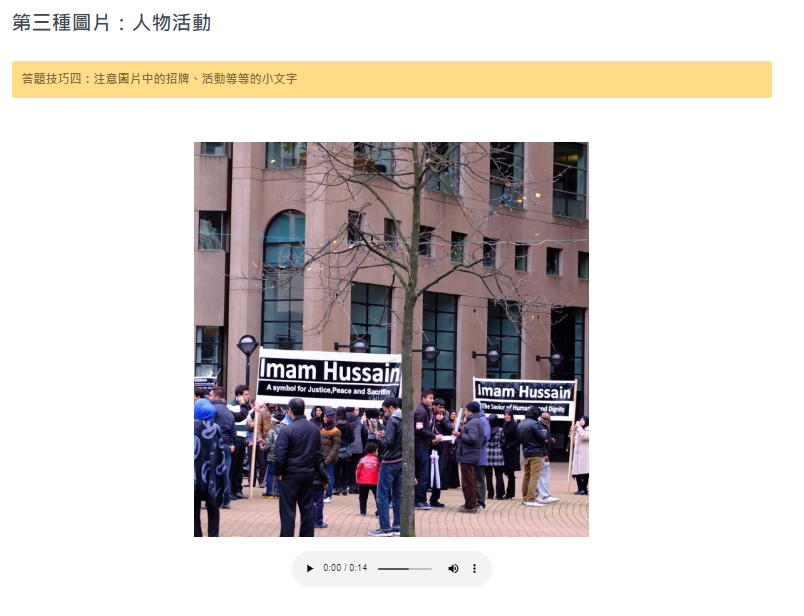 第三種圖片：人物活動
答題技巧四：注意圖片中的招牌、活動等等的小文字
Imam Hussain
A symbol for Justice,Peace and Sacrifice
Imam Hussain
The Savior of Humanity and Dignity
0:00 / 0:14